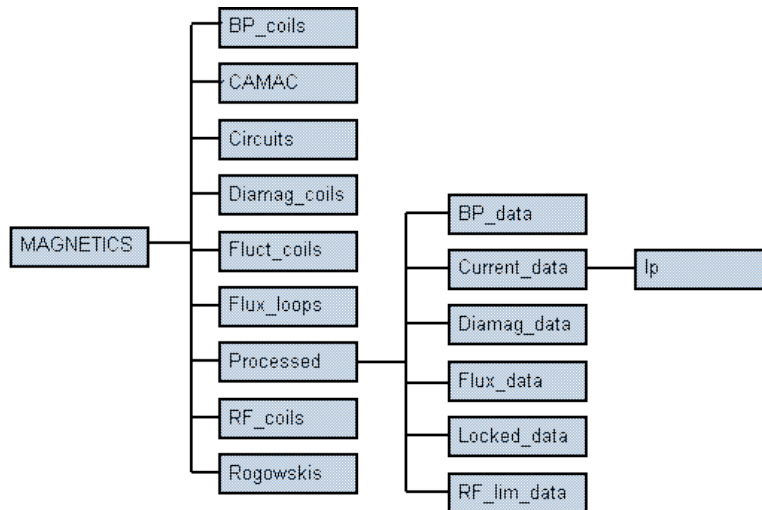 MAGNETICS
BP_coils
CAMAC
Circuits
Diamag_coils
Fluct_coils
Flux_loops
Processed
RF_coils
Rogowskis
BP_data
Current_data
Diamag_data
Flux_data
Locked_data
RF_lim_data
Ip